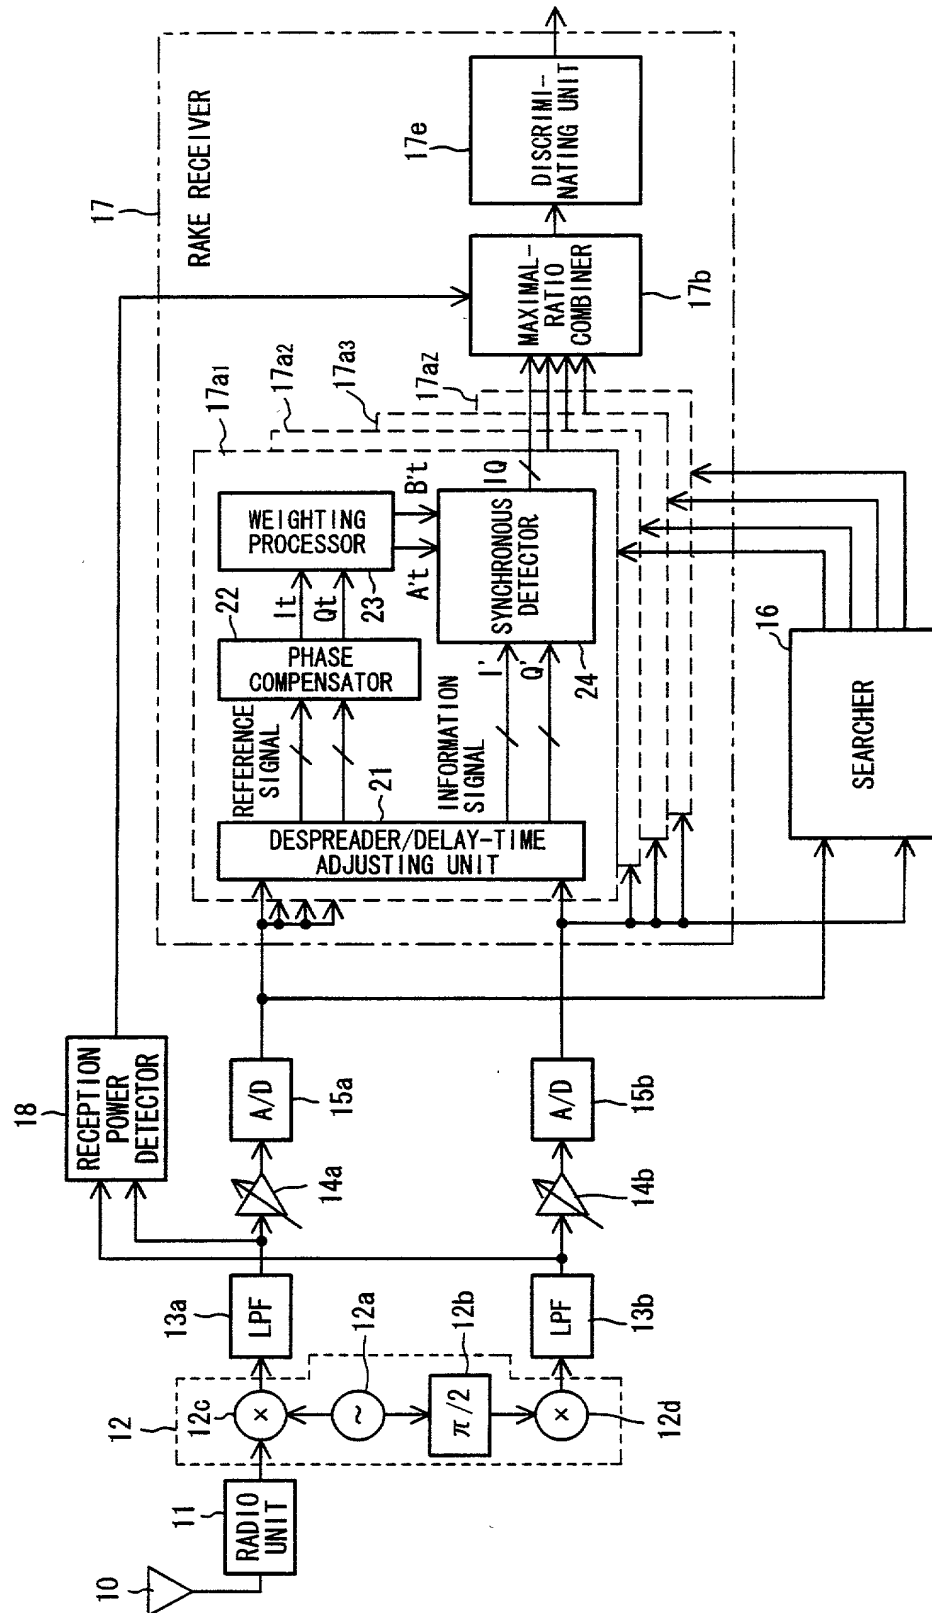 10
11
RADIO
UNIT
12
12c
×
~
12a
π/2
12b
×
12d
13a
LPF
13b
LPF
18
RECEPTION
POWER
DETECTOR
14a
14b
A/D
15a
A/D
15b
17
RAKE RECEIVER
17a1
17a2
17a3
17aZ
DESPREADER/DELAY-TIME
ADJUSTING UNIT
21
REFERENCE
SIGNAL
INFORMATION
SIGNAL
22
PHASE
COMPENSATOR
It
Qt
WEIGHTING
PROCESSOR
23
A't
B't
I'
Q'
SYNCHRONOUS
DETECTOR
24
IQ
MAXIMAL-
RATIO
COMBINER
17b
17e
DISCRIMI-
NATING UNIT
16
SEARCHER